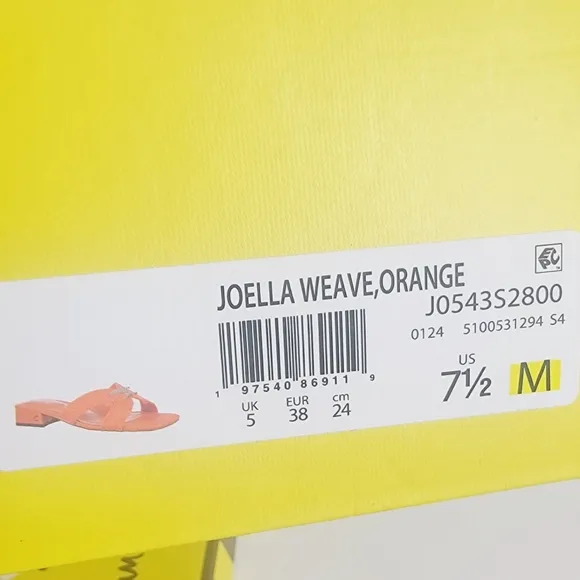 JOELLA WEAVE,ORANGE
J0543S2800
0124 5100531294 S4
1 97540 86911 9
UK EUR cm
5 38 24
US
7½ M